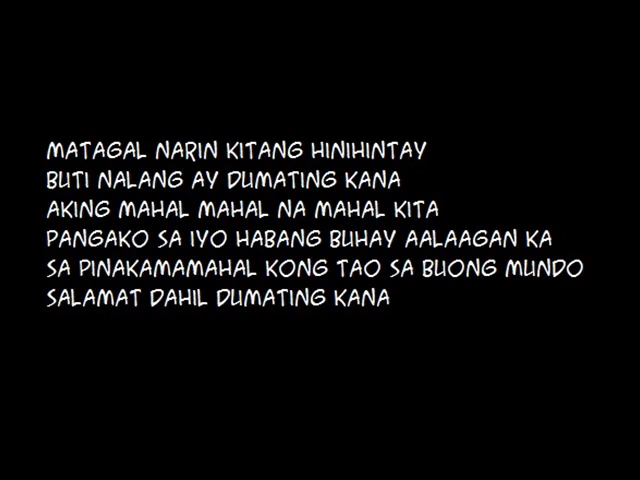 MATAGAL NARIN KITANG HINIHINTAY
BUTI NALANG AY DUMATING KANA
AKING MAHAL MAHAL NA MAHAL KITA
PANGAKO SA IYO HABANG BUHAY AALAAGAN KA
SA PINAKAMAMAHAL KONG TAO SA BUONG MUNDO
SALAMAT DAHIL DUMATING KANA